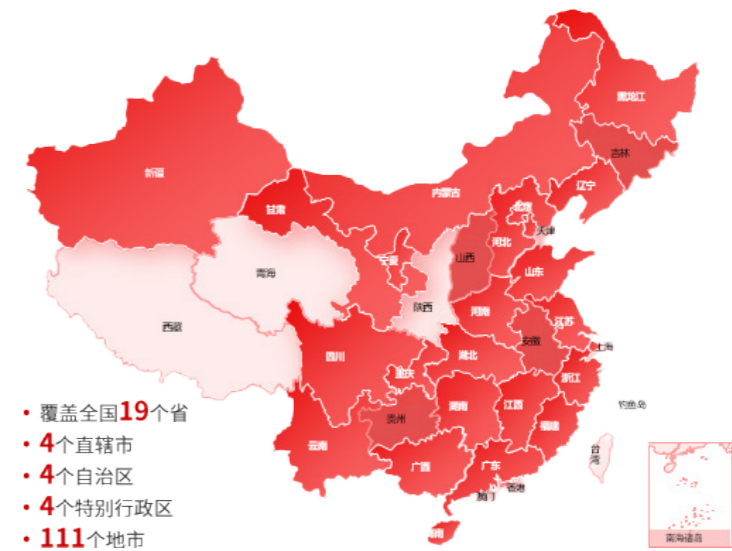 黑龙江
吉林
辽宁
新疆
内蒙古
甘肃
北京
天津
河北
宁夏
山西
青海
山东
陕西
河南
西藏
江苏
安徽
上海
四川
湖北
重庆
浙江
湖南
江西
贵州
钓鱼岛
福建
云南
台湾
广西
广东
香港
澳门
海南
南海诸岛
• 覆盖全国19个省
• 4个直辖市
• 4个自治区
• 4个特别行政区
• 111个地市